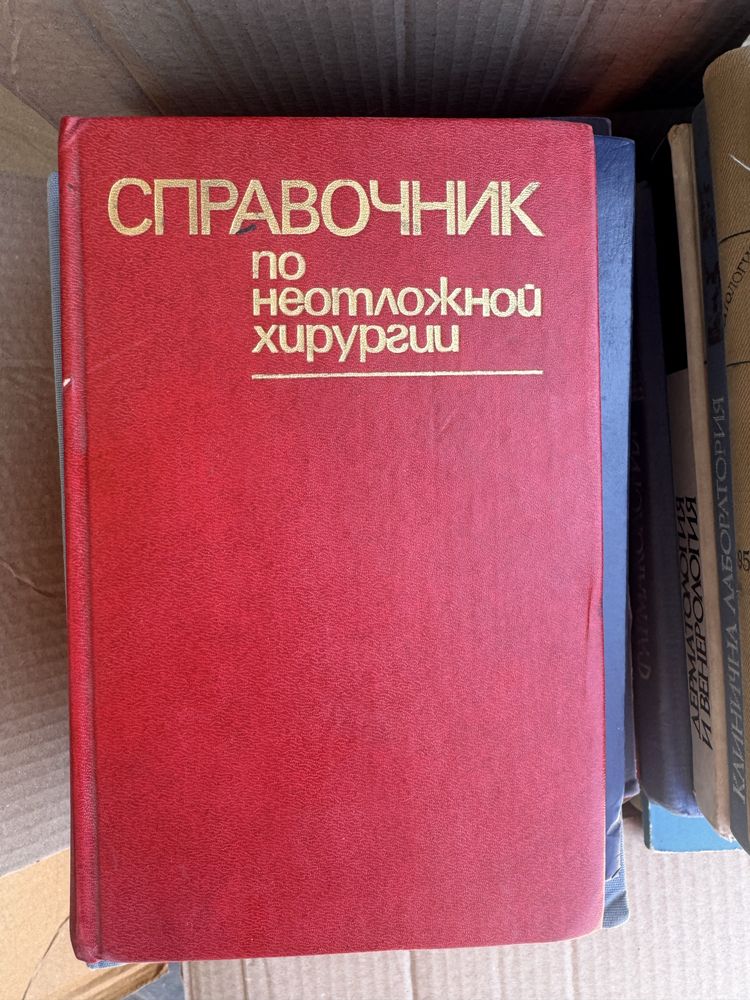 СПРАВОЧНИК
по
неотложной
хирургии
ДЕРМАТОЛОГИЯ
И ВЕНЕРОЛОГИЯ
КЛИНИЧНА ЛАБОРАТОРИЯ